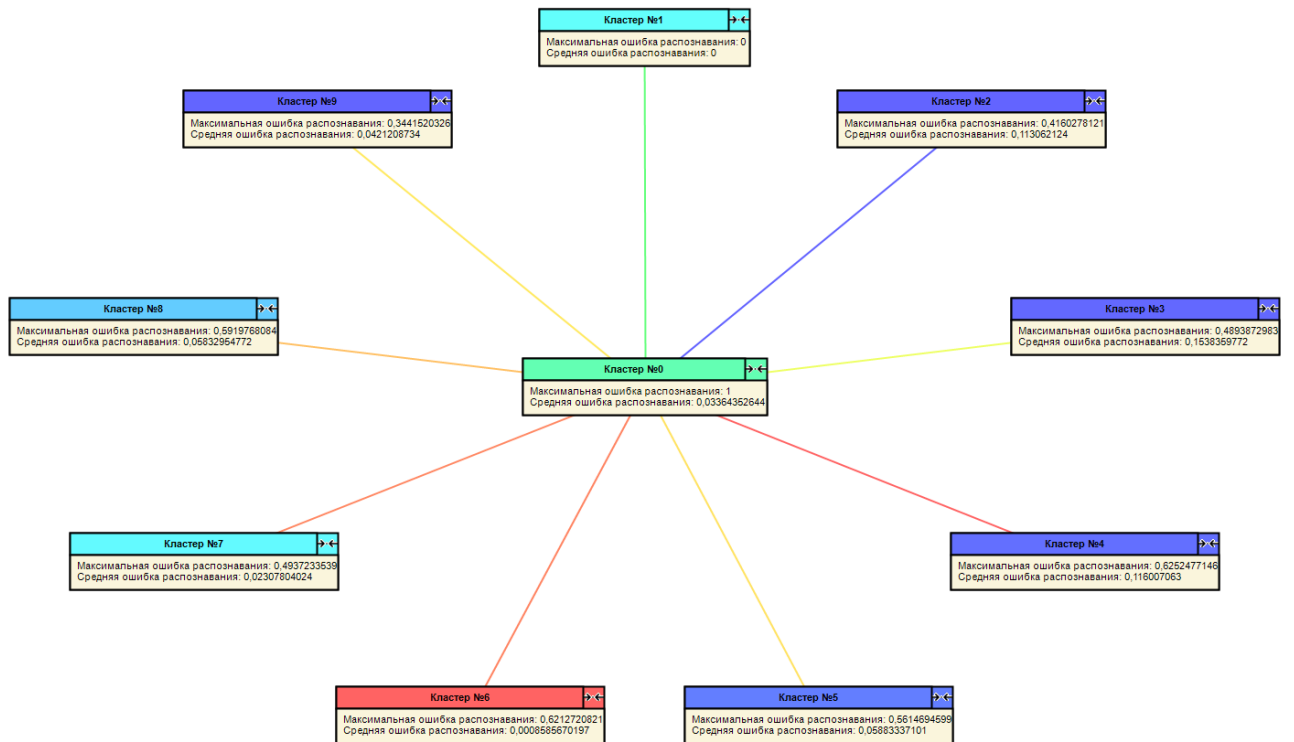 Кластер №1
Максимальная ошибка распознавания: 0
Средняя ошибка распознавания: 0
Кластер №9
Максимальная ошибка распознавания: 0,3441520326
Средняя ошибка распознавания: 0,0421208734
Кластер №2
Максимальная ошибка распознавания: 0,4160278121
Средняя ошибка распознавания: 0,113062124
Кластер №8
Максимальная ошибка распознавания: 0,5919768084
Средняя ошибка распознавания: 0,05832954772
Кластер №3
Максимальная ошибка распознавания: 0,4893872983
Средняя ошибка распознавания: 0,1538359772
Кластер №0
Максимальная ошибка распознавания: 1
Средняя ошибка распознавания: 0,03364352644
Кластер №7
Максимальная ошибка распознавания: 0,4937233539
Средняя ошибка распознавания: 0,02307804024
Кластер №4
Максимальная ошибка распознавания: 0,6252477146
Средняя ошибка распознавания: 0,116007063
Кластер №6
Максимальная ошибка распознавания: 0,6212720821
Средняя ошибка распознавания: 0,0008585670197
Кластер №5
Максимальная ошибка распознавания: 0,5614694599
Средняя ошибка распознавания: 0,05883337101